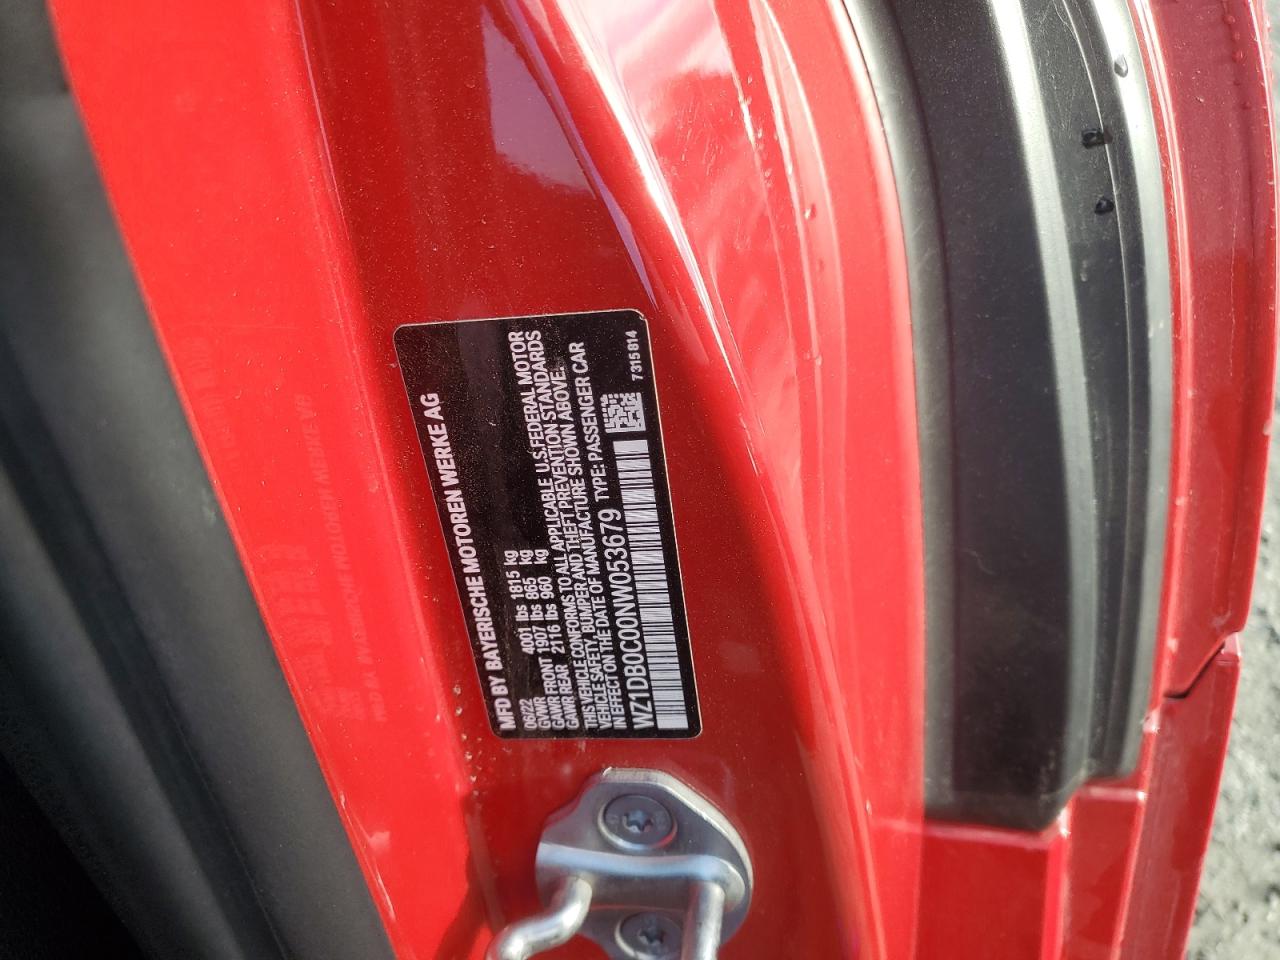 MFD BY BAYERISCHE MOTOREN WERKE AG
06/22
GVWR 4001 lbs 1815 kg
GAWR FRONT 1907 lbs 865 kg
GAWR REAR 2116 lbs 960 kg
THIS VEHICLE CONFORMS TO ALL APPLICABLE U.S.FEDERAL MOTOR
VEHICLE SAFETY, BUMPER AND THEFT PREVENTION STANDARDS
IN EFFECT ON THE DATE OF MANUFACTURE SHOWN ABOVE.
WZ1DB0C00NW053679 TYPE: PASSENGER CAR
7315814